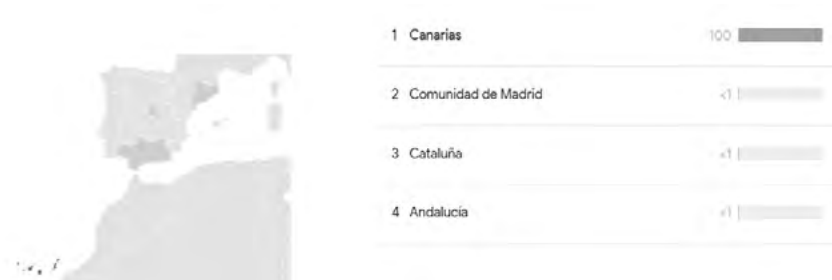 1 Canarias 100
2 Comunidad de Madrid <1
3 Cataluña <1
4 Andalucía <1